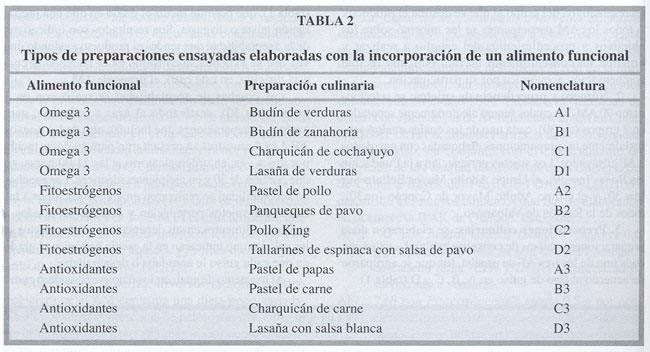 TABLA 2
Tipos de preparaciones ensayadas elaboradas con la incorporación de un alimento funcional
Alimento funcional Preparación culinaria Nomenclatura
Omega 3 Budín de verduras A1
Omega 3 Budín de zanahoria B1
Omega 3 Charquicán de cochayuyo C1
Omega 3 Lasaña de verduras D1
Fitoestrógenos Pastel de pollo A2
Fitoestrógenos Panqueques de pavo B2
Fitoestrógenos Pollo King C2
Fitoestrógenos Tallarines de espinaca con salsa de pavo D2
Antioxidantes Pastel de papas A3
Antioxidantes Pastel de carne B3
Antioxidantes Charquicán de carne C3
Antioxidantes Lasaña con salsa blanca D3